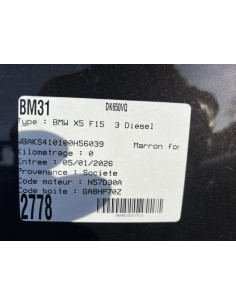 BM31
DK650VQ
Type : BMW X5 F15 3 Diesel
WBAKS410100H56039
Marron for
Kilometrage : 0
Entree : 05/01/2026
Provenance : Societe
Code moteur : N57D30A
Code boite : GA8HP70Z
2778